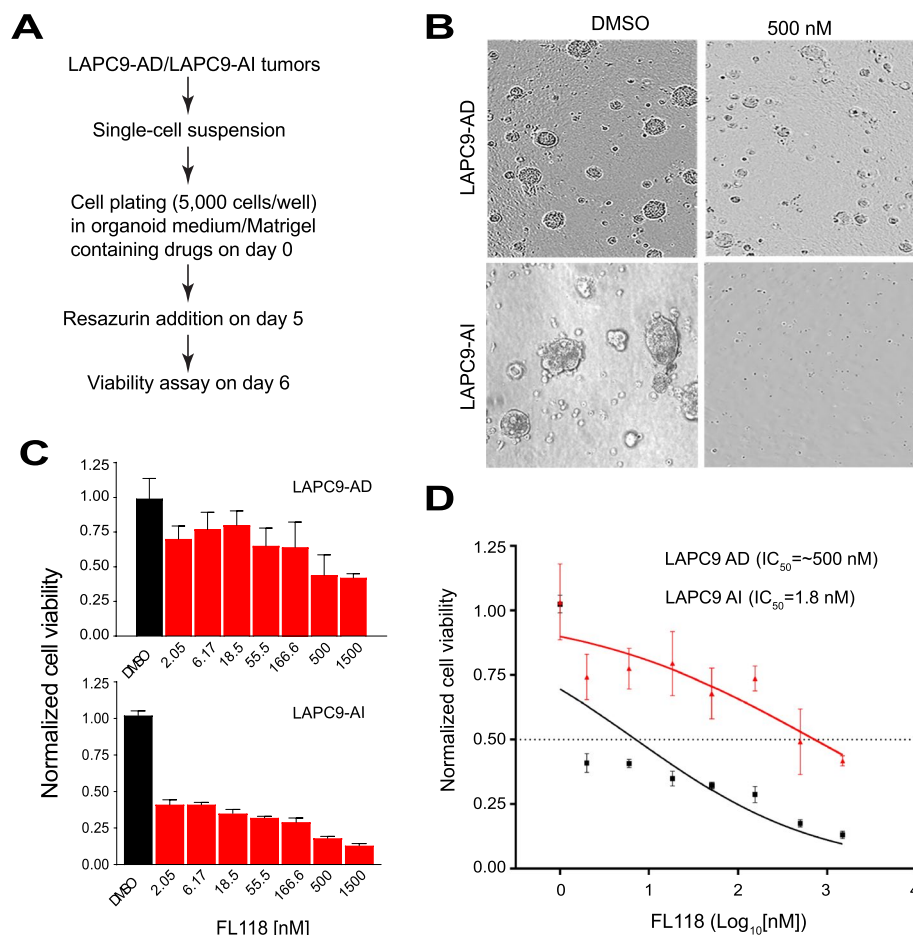 A
LAPC9-AD/LAPC9-AI tumors
Single-cell suspension
Cell plating (5,000 cells/well)
in organoid medium/Matrigel
containing drugs on day 0
Resazurin addition on day 5
Viability assay on day 6
B
DMSO
500 nM
LAPC9-AD
LAPC9-AI
C
Normalized cell viability
1.25
1.00
0.75
0.50
0.25
0.00
LAPC9-AD
DMSO
2.05
6.17
18.5
55.5
166.6
500
1500
1.25
1.00
0.75
0.50
0.25
0.00
LAPC9-AI
DMSO
2.05
6.17
18.5
55.5
166.6
500
1500
FL118 [nM]
D
Normalized cell viability
1.25
1.00
0.75
0.50
0.25
0.00
LAPC9 AD (IC50=~500 nM)
LAPC9 AI (IC50=1.8 nM)
0
1
2
3
4
FL118 (Log10[nM])